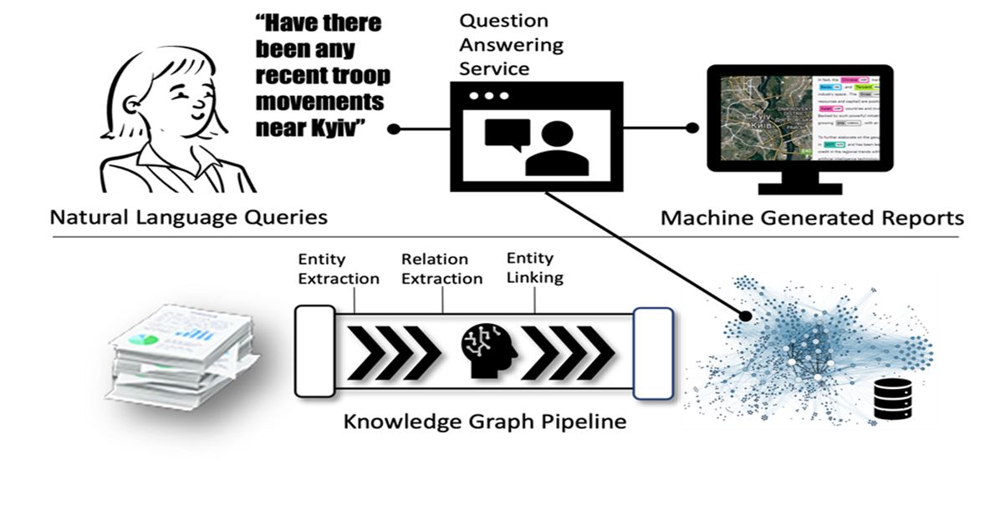 “Have there
been any
recent troop
movements
near Kyiv”
Question
Answering
Service
Kyiv
Natural Language Queries
Machine Generated Reports
Entity
Extraction
Relation
Extraction
Entity
Linking
Knowledge Graph Pipeline